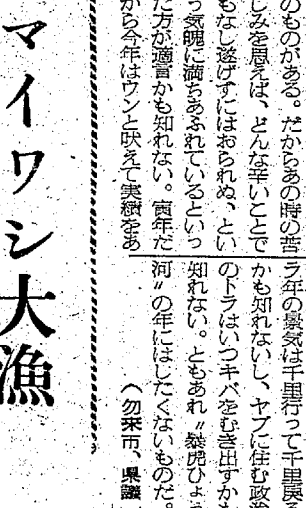 のものがある。だからあの時の苦
しみを思えば、どんな辛いことで
もなし遂げずにはおられぬ、とい
う気魄に満ちあふれているといっ
た方が適言かも知れない。寅年だ
から今年はウンと吠えて実績をあ
ラ年の景気は千里行って千里戻る
かも知れないし、ヤブに住む政治
のトラはいつキバをむき出すかも
知れない。ともあれ〃暴虎ひょう
河〃の年にはしたくないものだ。
(勿来市、県議
マイワシ大漁